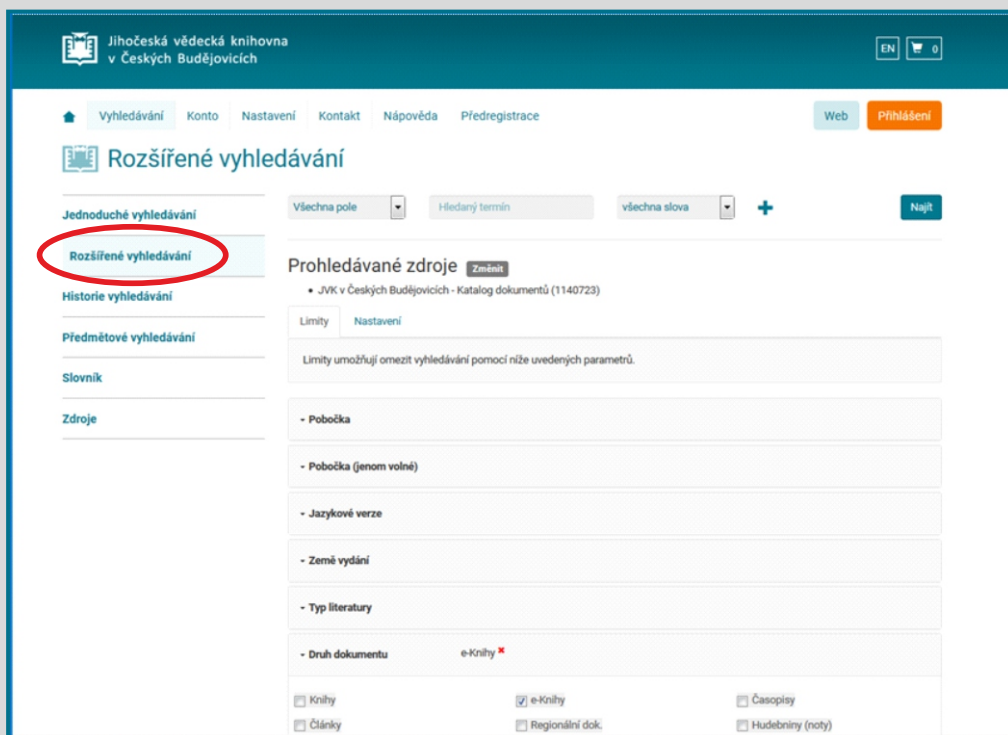 Jihočeská vědecká knihovna
v Českých Budějovicích
EN
0
Vyhledávání Konto Nastavení Kontakt Nápověda Předregistrace
Web Přihlášení
Rozšířené vyhledávání
Jednoduché vyhledávání
Rozšířené vyhledávání
Historie vyhledávání
Předmětové vyhledávání
Slovník
Zdroje
Všechna pole Hledaný termín všechna slova Najít
Prohledávané zdroje Změnit
• JVK v Českých Budějovicích - Katalog dokumentů (1140723)
Limity Nastavení
Limity umožňují omezit vyhledávání pomocí níže uvedených parametrů.
Pobočka
Pobočka (jenom volné)
Jazykové verze
Země vydání
Typ literatury
Druh dokumentu e-Knihy
Knihy e-Knihy Časopisy
Články Regionální dok. Hudebniny (noty)